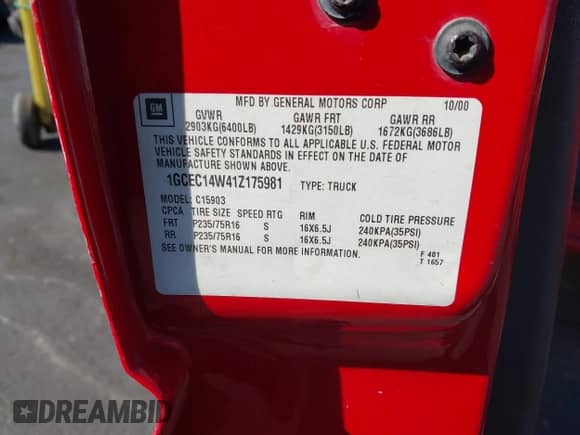 GM
MFD BY GENERAL MOTORS CORP 10/00
GVWR GAWR FRT GAWR RR
2903KG(6400LB) 1429KG(3150LB) 1672KG(3686LB)
THIS VEHICLE CONFORMS TO ALL APPLICABLE U.S. FEDERAL MOTOR
VEHICLE SAFETY STANDARDS IN EFFECT ON THE DATE OF
MANUFACTURE SHOWN ABOVE.
1GCEC14W41Z175981 TYPE: TRUCK
MODEL: C15903
CPCA TIRE SIZE SPEED RTG RIM COLD TIRE PRESSURE
FRT P235/75R16 S 16X6.5J 240KPA(35PSI)
RR P235/75R16 S 16X6.5J 240KPA(35PSI)
SEE OWNER'S MANUAL FOR MORE INFORMATION.
F 401
T 1657
DREAMBID